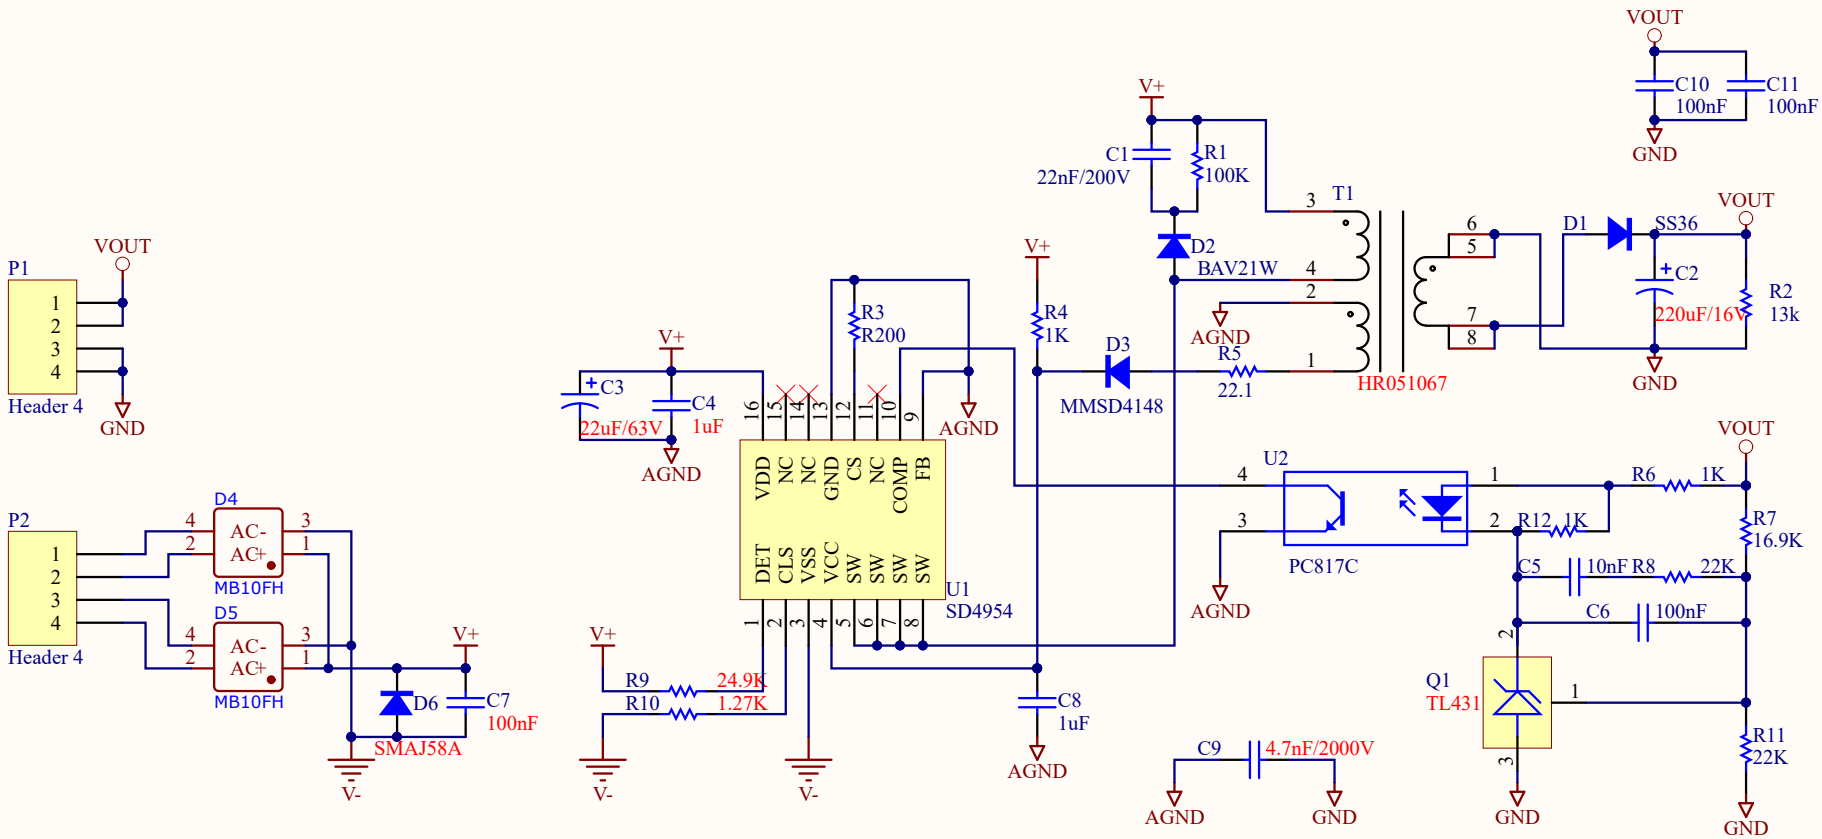 VOUT
C10
100nF
C11
100nF
GND
V+
C1
22nF/200V
R1
100K
D2
BAV21W
3
4
2
1
T1
HR051067
6
5
7
8
D1
SS36
VOUT
+
C2
220uF/16V
R2
13k
GND
AGND
R5
22.1
D3
MMSD4148
V+
R4
1K
P1
VOUT
1
2
3
4
Header 4
GND
V+
+
C3
22uF/63V
C4
1uF
AGND
R3
R200
AGND
16
15
14
13
12
11
10
9
VDD
NC
NC
GND
CS
NC
COMP
FB
DET
CLS
VSS
VCC
SW
SW
SW
SW
1
2
3
4
5
6
7
8
U1
SD4954
U2
4
3
1
2
PC817C
AGND
VOUT
R6
1K
R12
1K
R7
16.9K
C5
10nF
R8
22K
C6
100nF
2
Q1
TL431
1
3
R11
22K
GND
GND
P2
1
2
3
4
Header 4
D4
4
2
AC-
AC+
3
1
MB10FH
D5
4
2
AC-
AC+
3
1
MB10FH
V+
D6
SMAJ58A
C7
100nF
V-
V+
R9
24.9K
R10
1.27K
V-
V-
C8
1uF
AGND
C9
4.7nF/2000V
AGND
GND